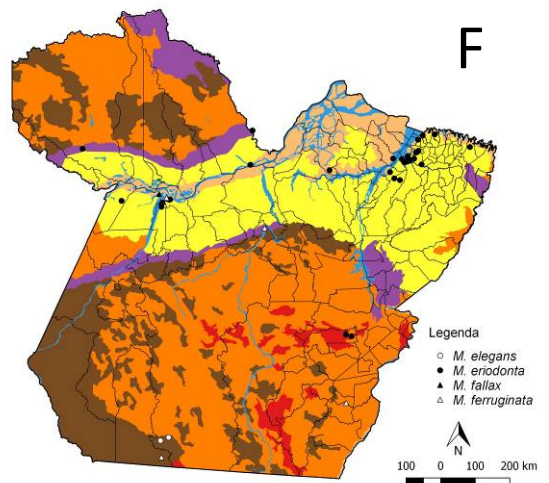 F
Legenda
M. elegans
M. eriodonta
M. fallax
M. ferruginata
N
100 0 100 200 km